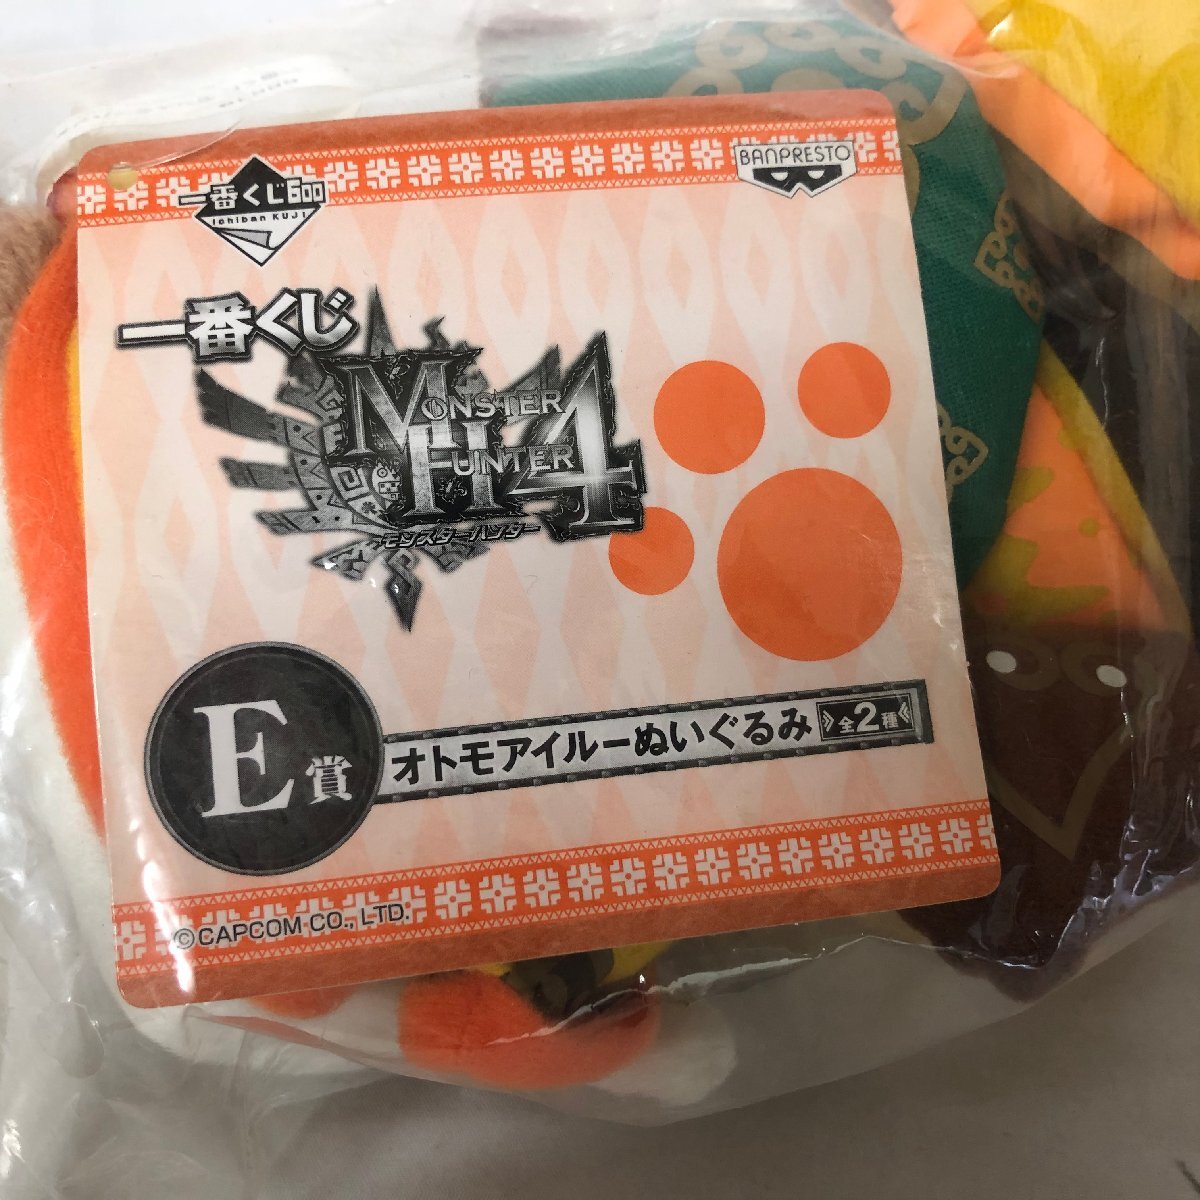 一番くじ600
Ichiban KUJI
BANPRESTO
一番くじ
MONSTER
HUNTER 4
モンスターハンター
E賞
オトモアイルーぬいぐるみ 全2種
©CAPCOM CO., LTD.